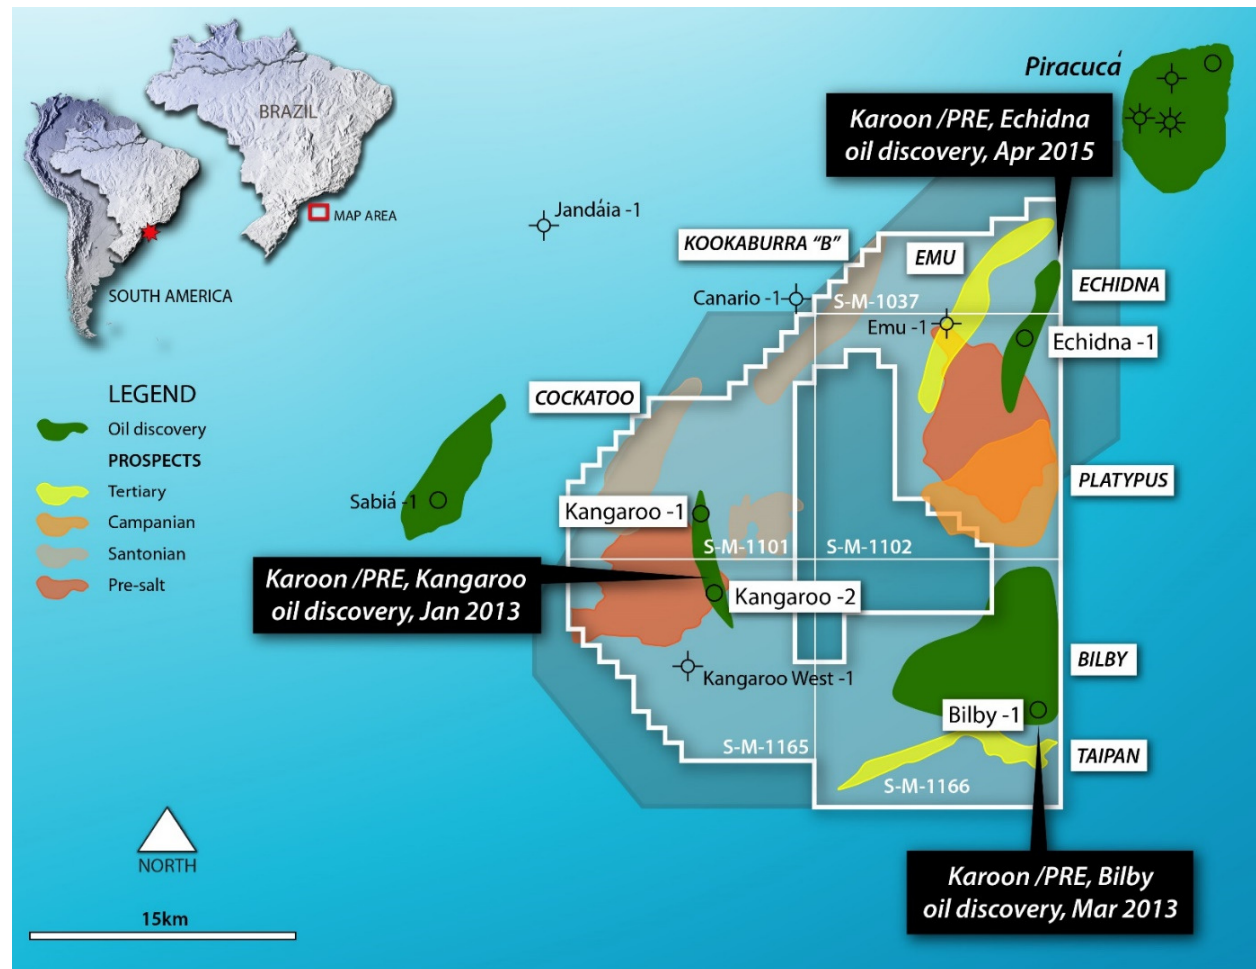 BRAZIL
MAP AREA
SOUTH AMERICA
Piracucá
Karoon /PRE, Echidna
oil discovery, Apr 2015
Jandáia -1
KOOKABURRA "B"
EMU
ECHIDNA
Canario -1
S-M-1037
Emu -1
Echidna -1
LEGEND
Oil discovery
PROSPECTS
Tertiary
Campanian
Santonian
Pre-salt
COCKATOO
Sabiá -1
PLATYPUS
Kangaroo -1
S-M-1101
S-M-1102
Karoon /PRE, Kangaroo
oil discovery, Jan 2013
Kangaroo -2
Kangaroo West -1
BILBY
Bilby -1
S-M-1165
TAIPAN
S-M-1166
NORTH
15km
Karoon /PRE, Bilby
oil discovery, Mar 2013